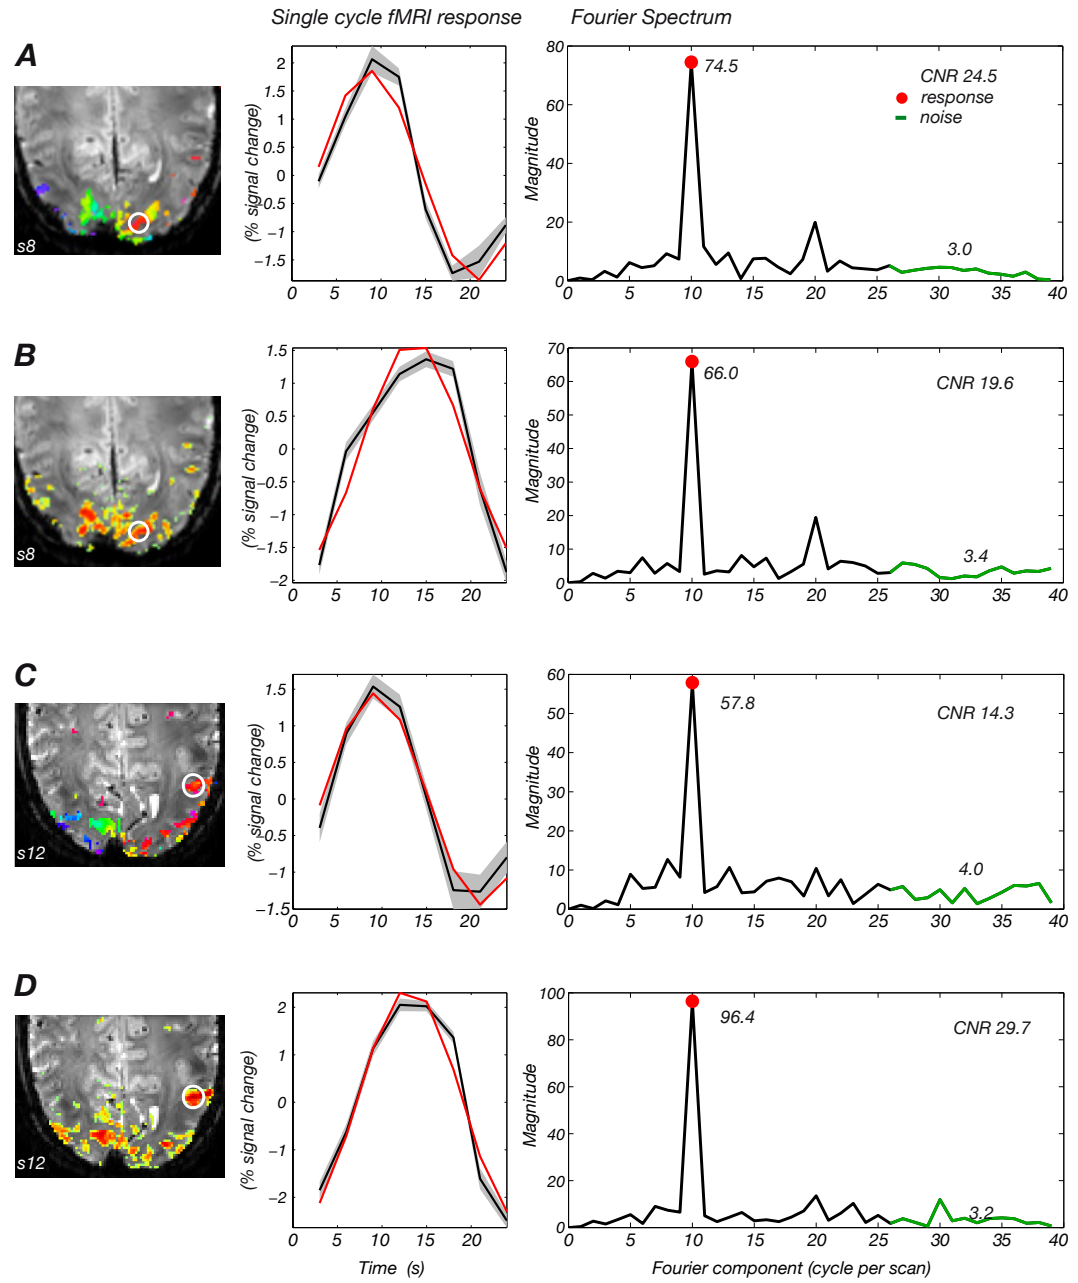 Single cycle fMRI response
Fourier Spectrum
A
s8
(% signal change)
2
1.5
1
0.5
0
−0.5
−1
−1.5
0 5 10 15 20
Magnitude
80
60
40
20
0
0 5 10 15 20 25 30 35 40
74.5
CNR 24.5
response
noise
3.0
B
s8
(% signal change)
1.5
1
0.5
0
−0.5
−1
−1.5
−2
0 5 10 15 20
Magnitude
70
60
50
40
30
20
10
0
0 5 10 15 20 25 30 35 40
66.0
CNR 19.6
3.4
C
s12
(% signal change)
1.5
1
0.5
0
−0.5
−1
−1.5
0 5 10 15 20
Magnitude
60
50
40
30
20
10
0
0 5 10 15 20 25 30 35 40
57.8
CNR 14.3
4.0
D
s12
(% signal change)
2
1
0
−1
−2
0 5 10 15 20
Time (s)
Magnitude
100
80
60
40
20
0
0 5 10 15 20 25 30 35 40
96.4
CNR 29.7
3.2
Fourier component (cycle per scan)